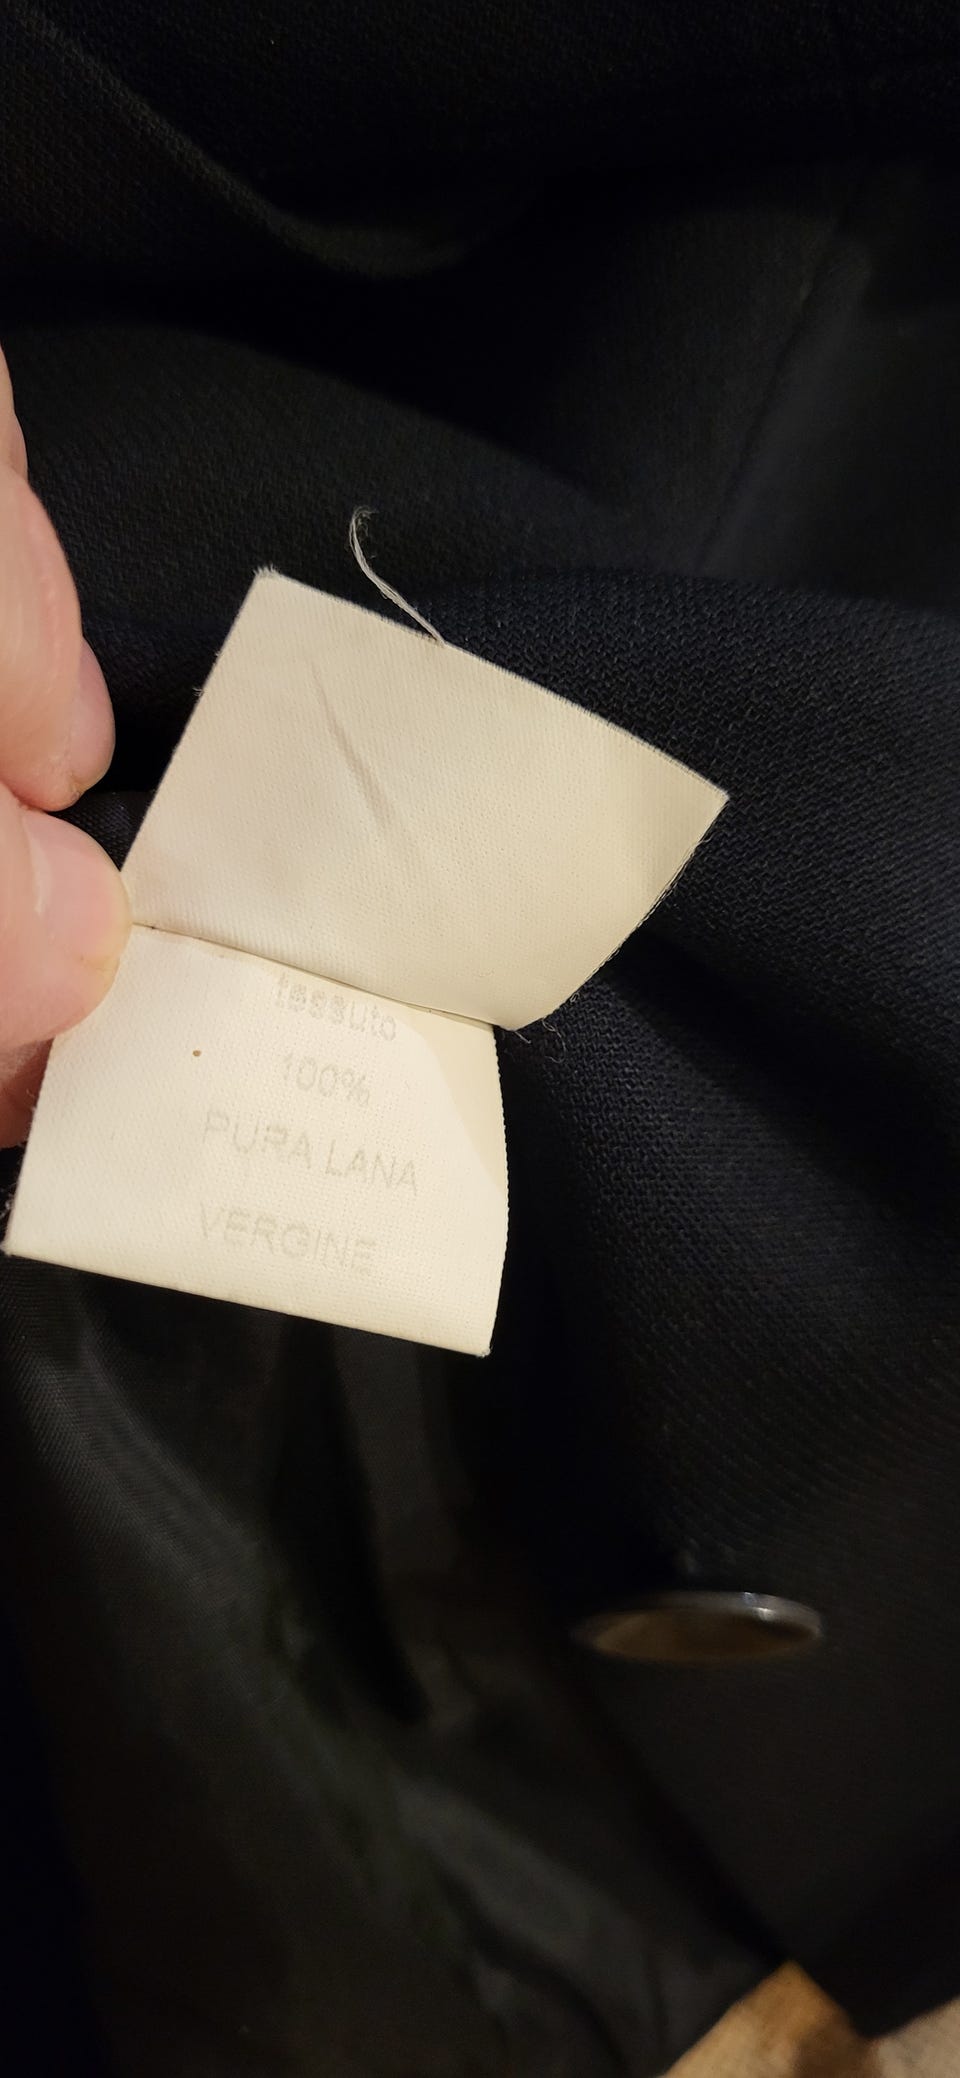 tessuto
100%
PURA LANA
VERGINE